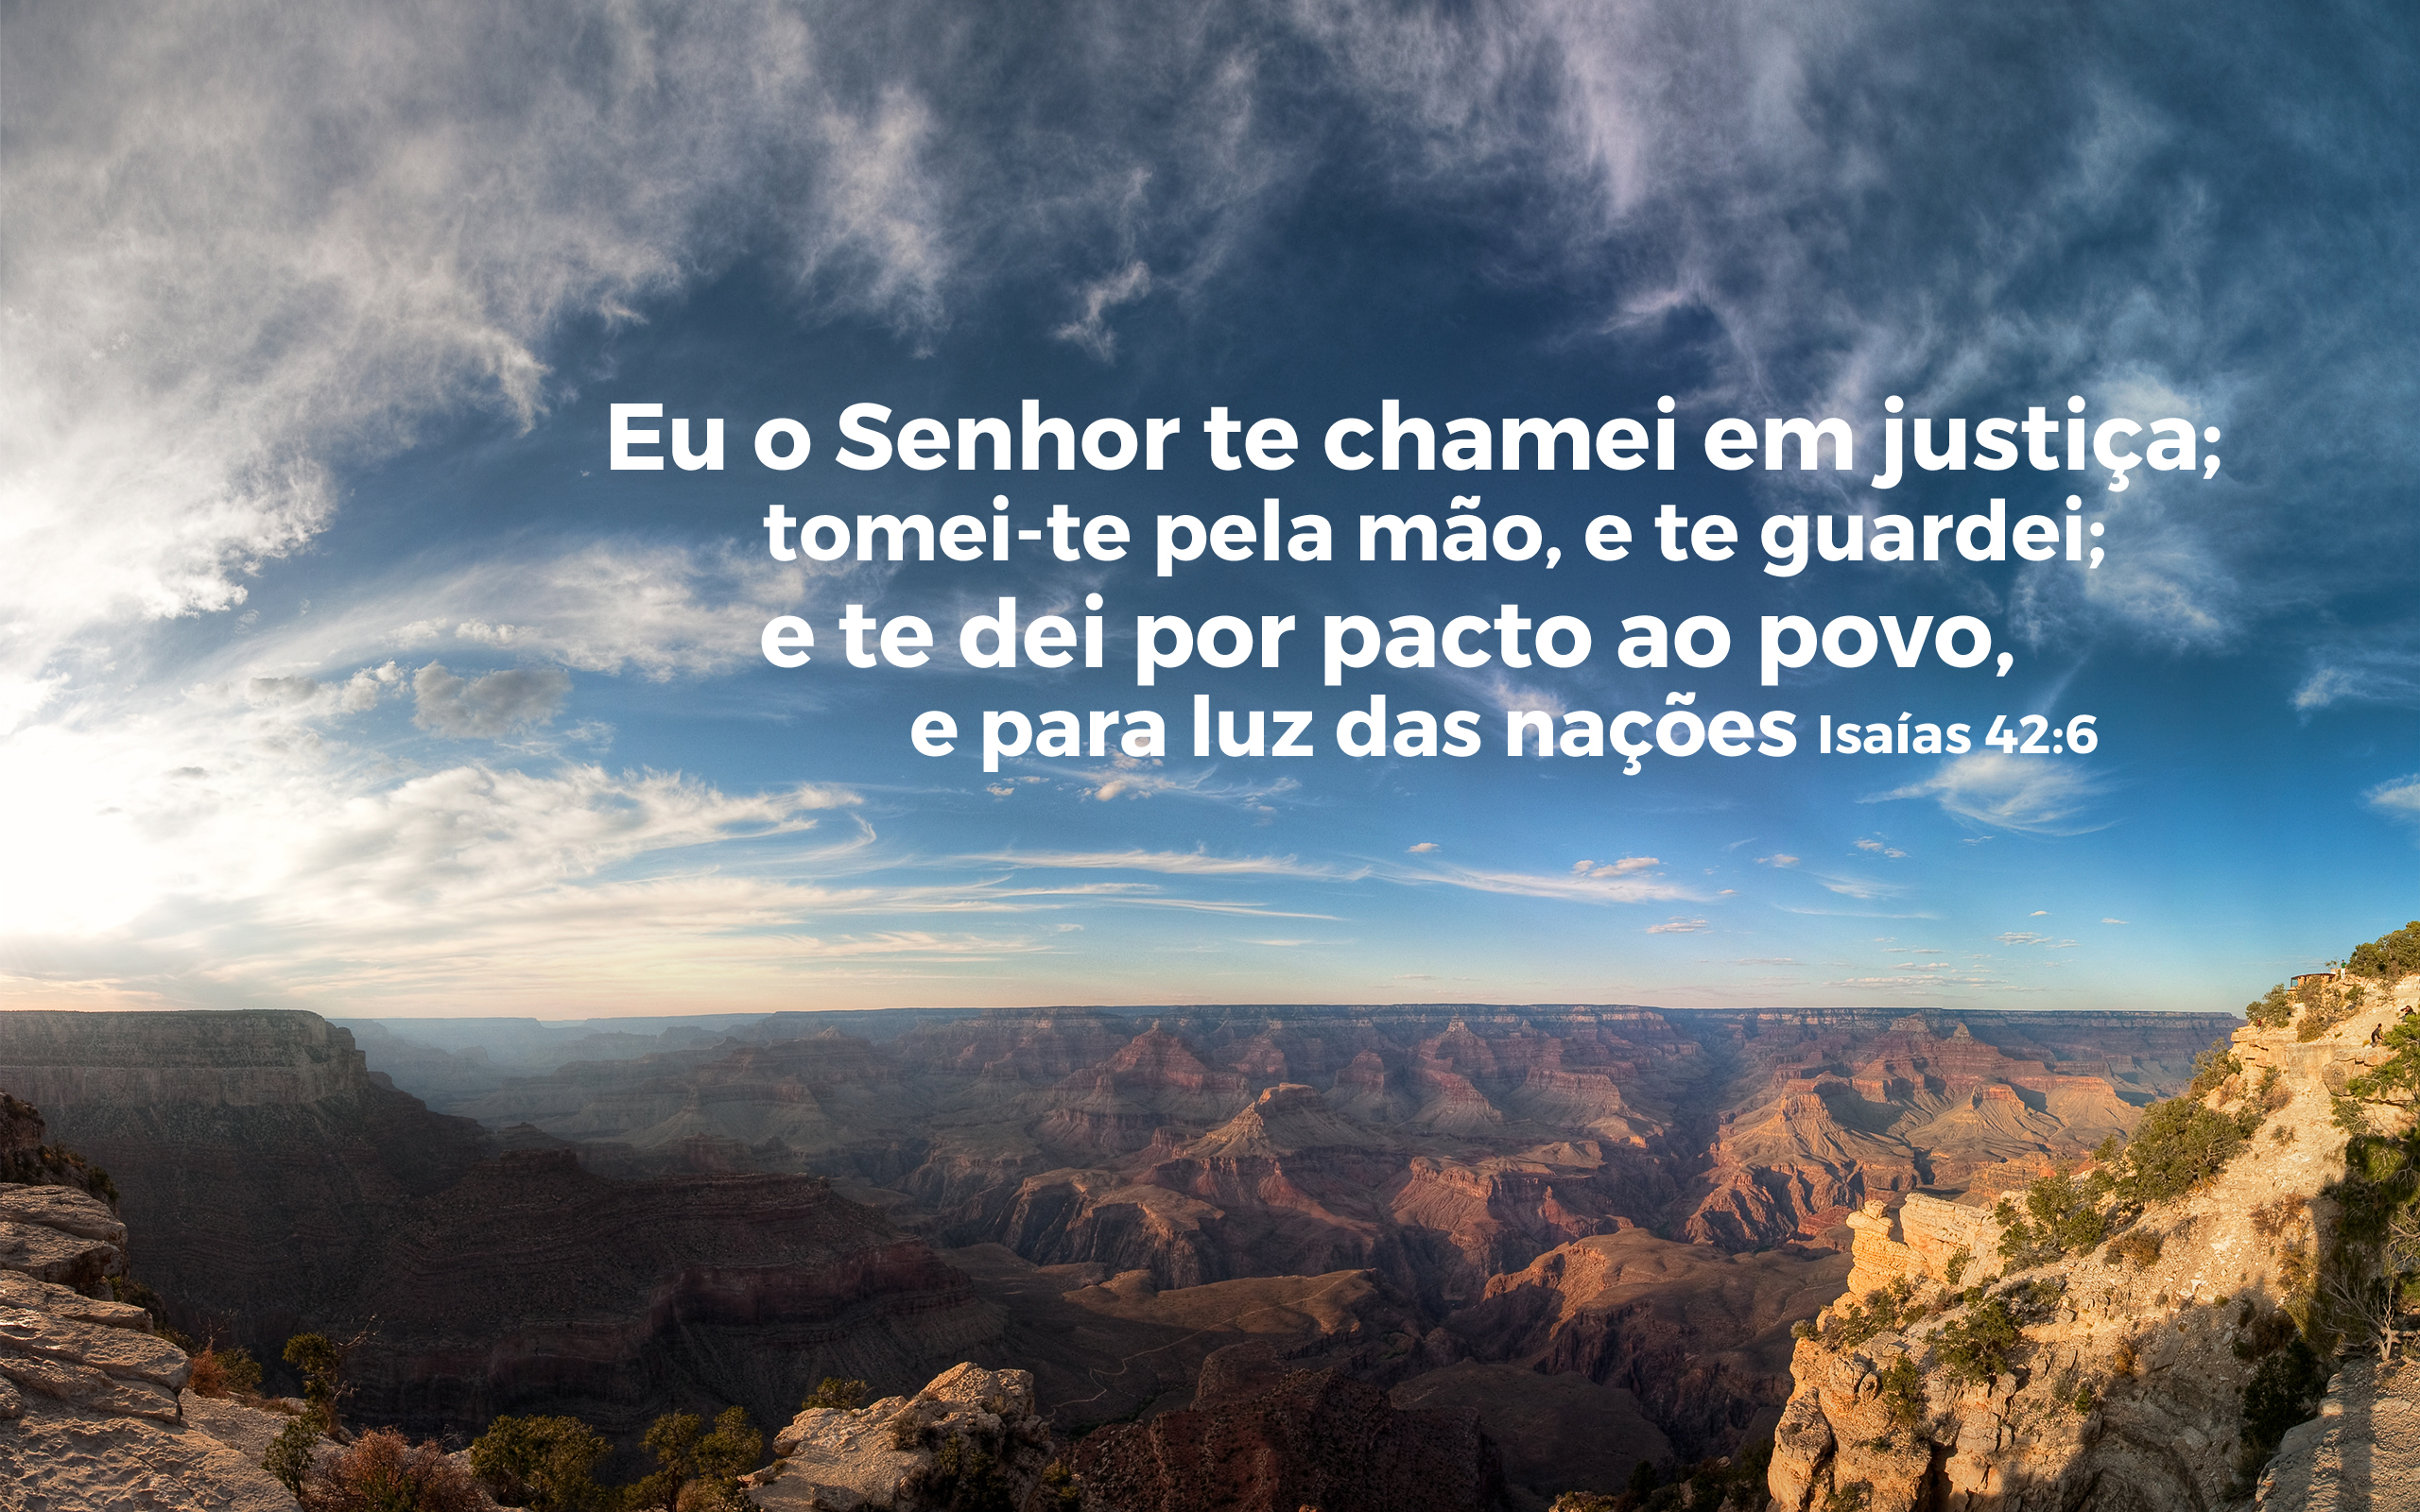 Eu o Senhor te chamei em justiça;
tomei-te pela mão, e te guardei;
e te dei por pacto ao povo,
e para luz das nações Isaías 42:6